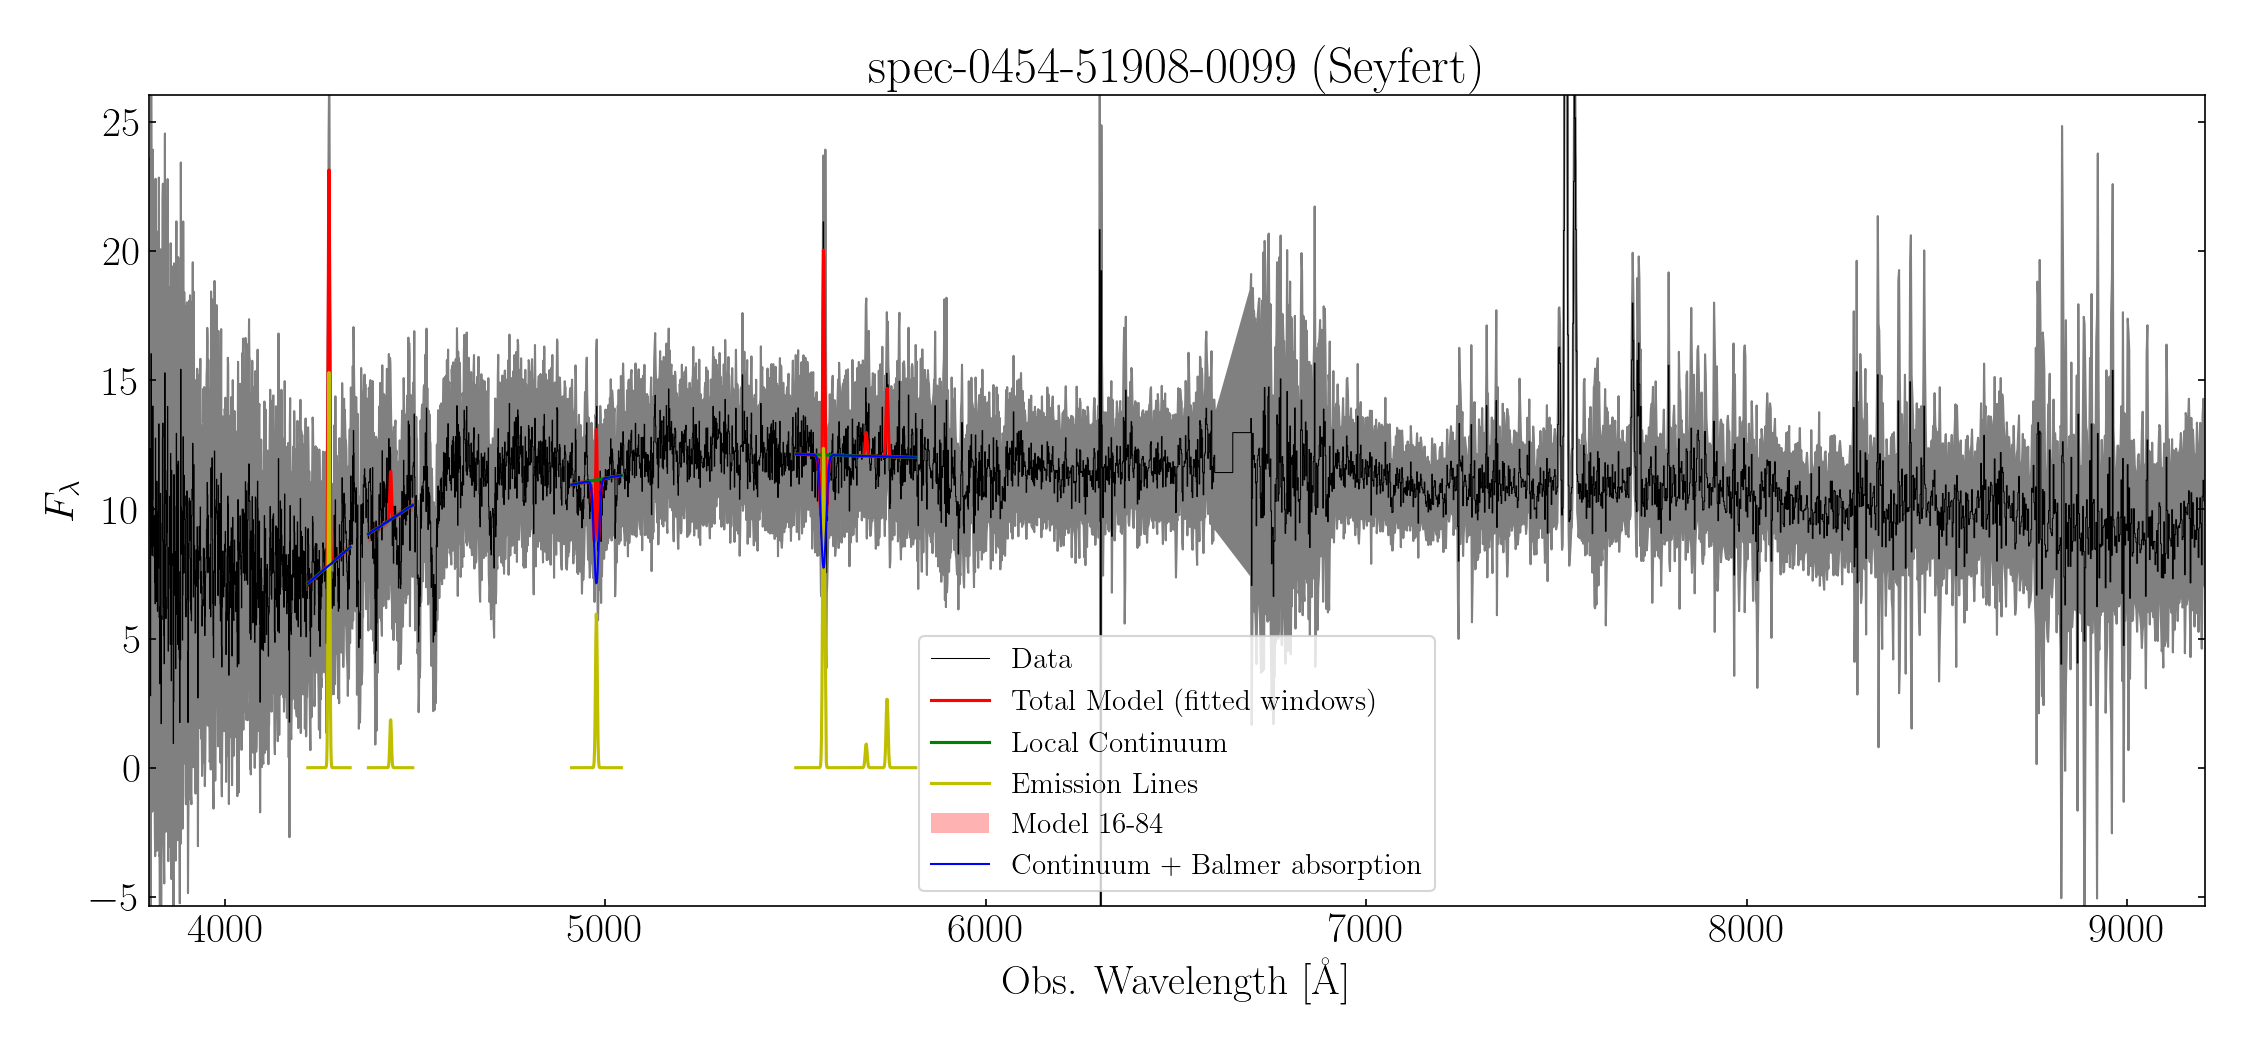 spec-0454-51908-0099 (Seyfert)
25
20
15
10
5
0
−5
F_λ
Data
Total Model (fitted windows)
Local Continuum
Emission Lines
Model 16-84
Continuum + Balmer absorption
4000 5000 6000 7000 8000 9000
Obs. Wavelength [Å]